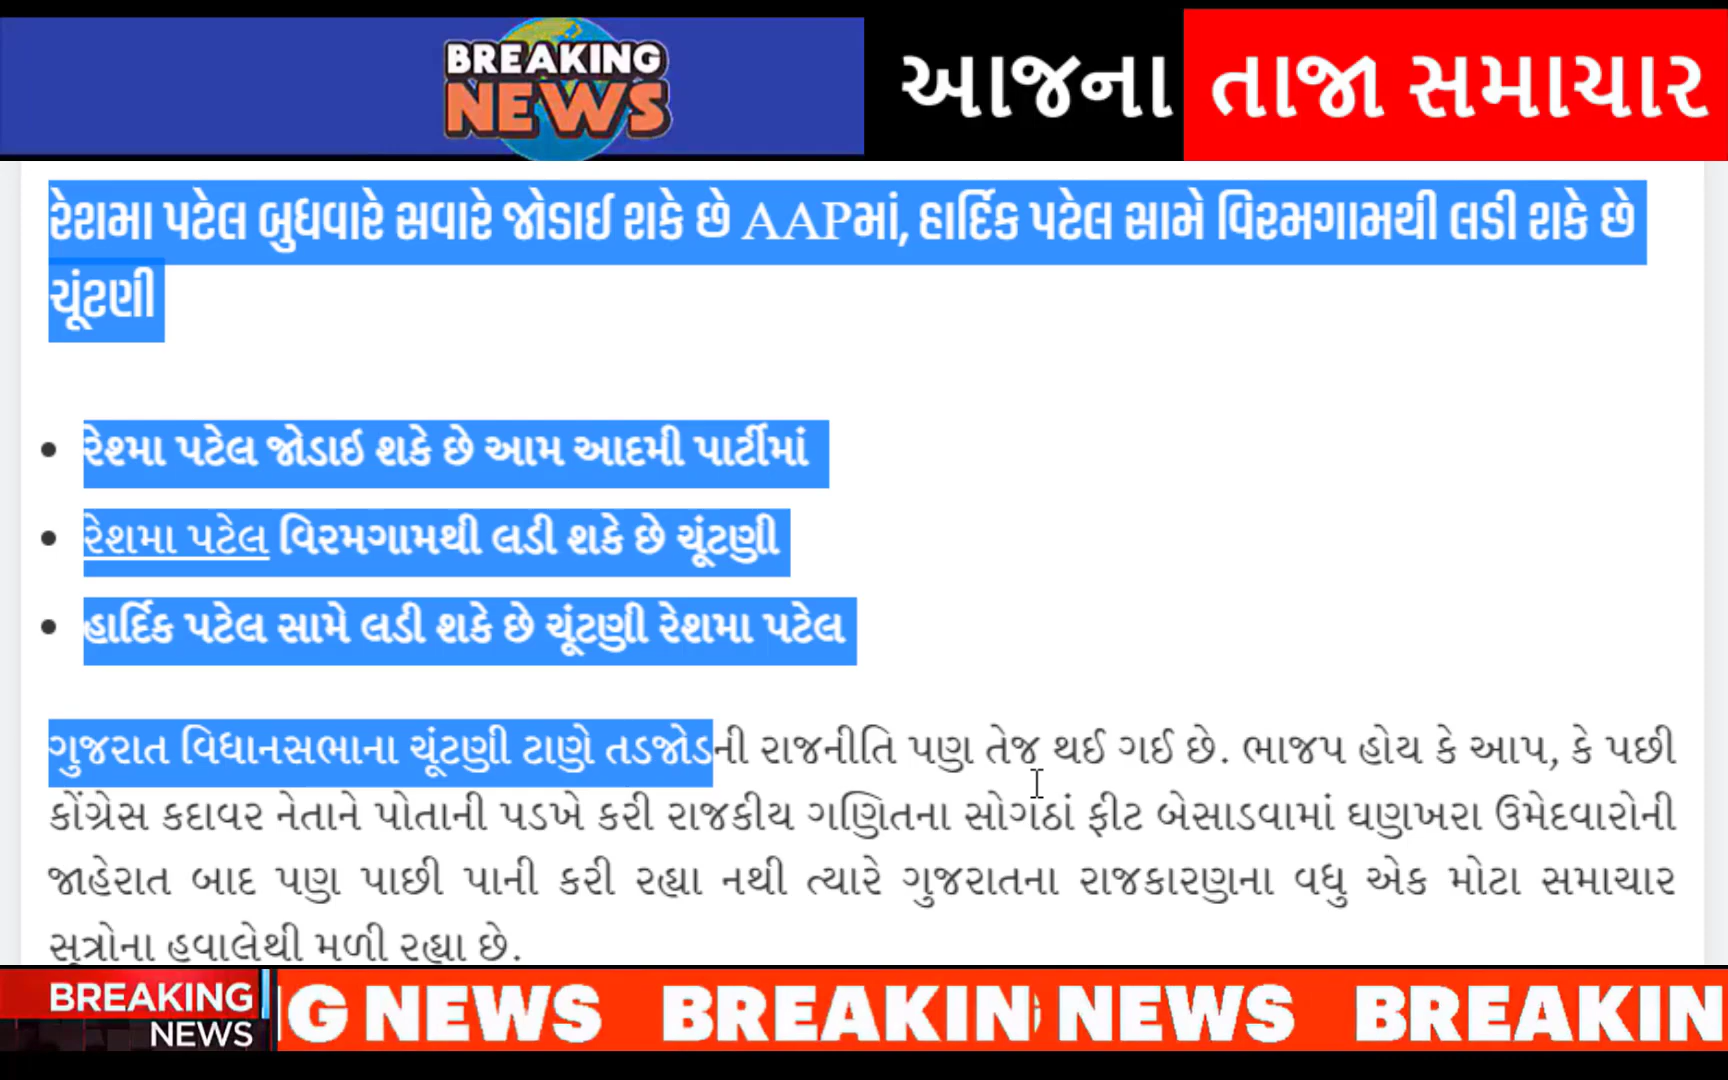 BREAKING
NEWS
આજના તાજા સમાચાર
રેશમા પટેલ બુધવારે સવારે જોડાઈ શકે છે AAPમાં, હાર્દિક પટેલ સામે વિરમગામથી લડી શકે છે
ચૂંટણી
રેશ્મા પટેલ જોડાઇ શકે છે આમ આદમી પાર્ટીમાં
રેશમા પટેલ વિરમગામથી લડી શકે છે ચૂંટણી
હાર્દિક પટેલ સામે લડી શકે છે ચૂંટણી રેશમા પટેલ
ગુજરાત વિધાનસભાના ચૂંટણી ટાણે તડજોડની રાજનીતિ પણ તેજ થઈ ગઈ છે. ભાજપ હોય કે આપ, કે પછી
કોંગ્રેસ કદાવર નેતાને પોતાની પડખે કરી રાજકીય ગણિતના સોગઠાં ફીટ બેસાડવામાં ઘણખરા ઉમેદવારોની
જાહેરાત બાદ પણ પાછી પાની કરી રહ્યા નથી ત્યારે ગુજરાતના રાજકારણના વધુ એક મોટા સમાચાર
સૂત્રોના હવાલેથી મળી રહ્યા છે.
BREAKING
NEWS
G NEWS BREAKIN NEWS BREAKIN